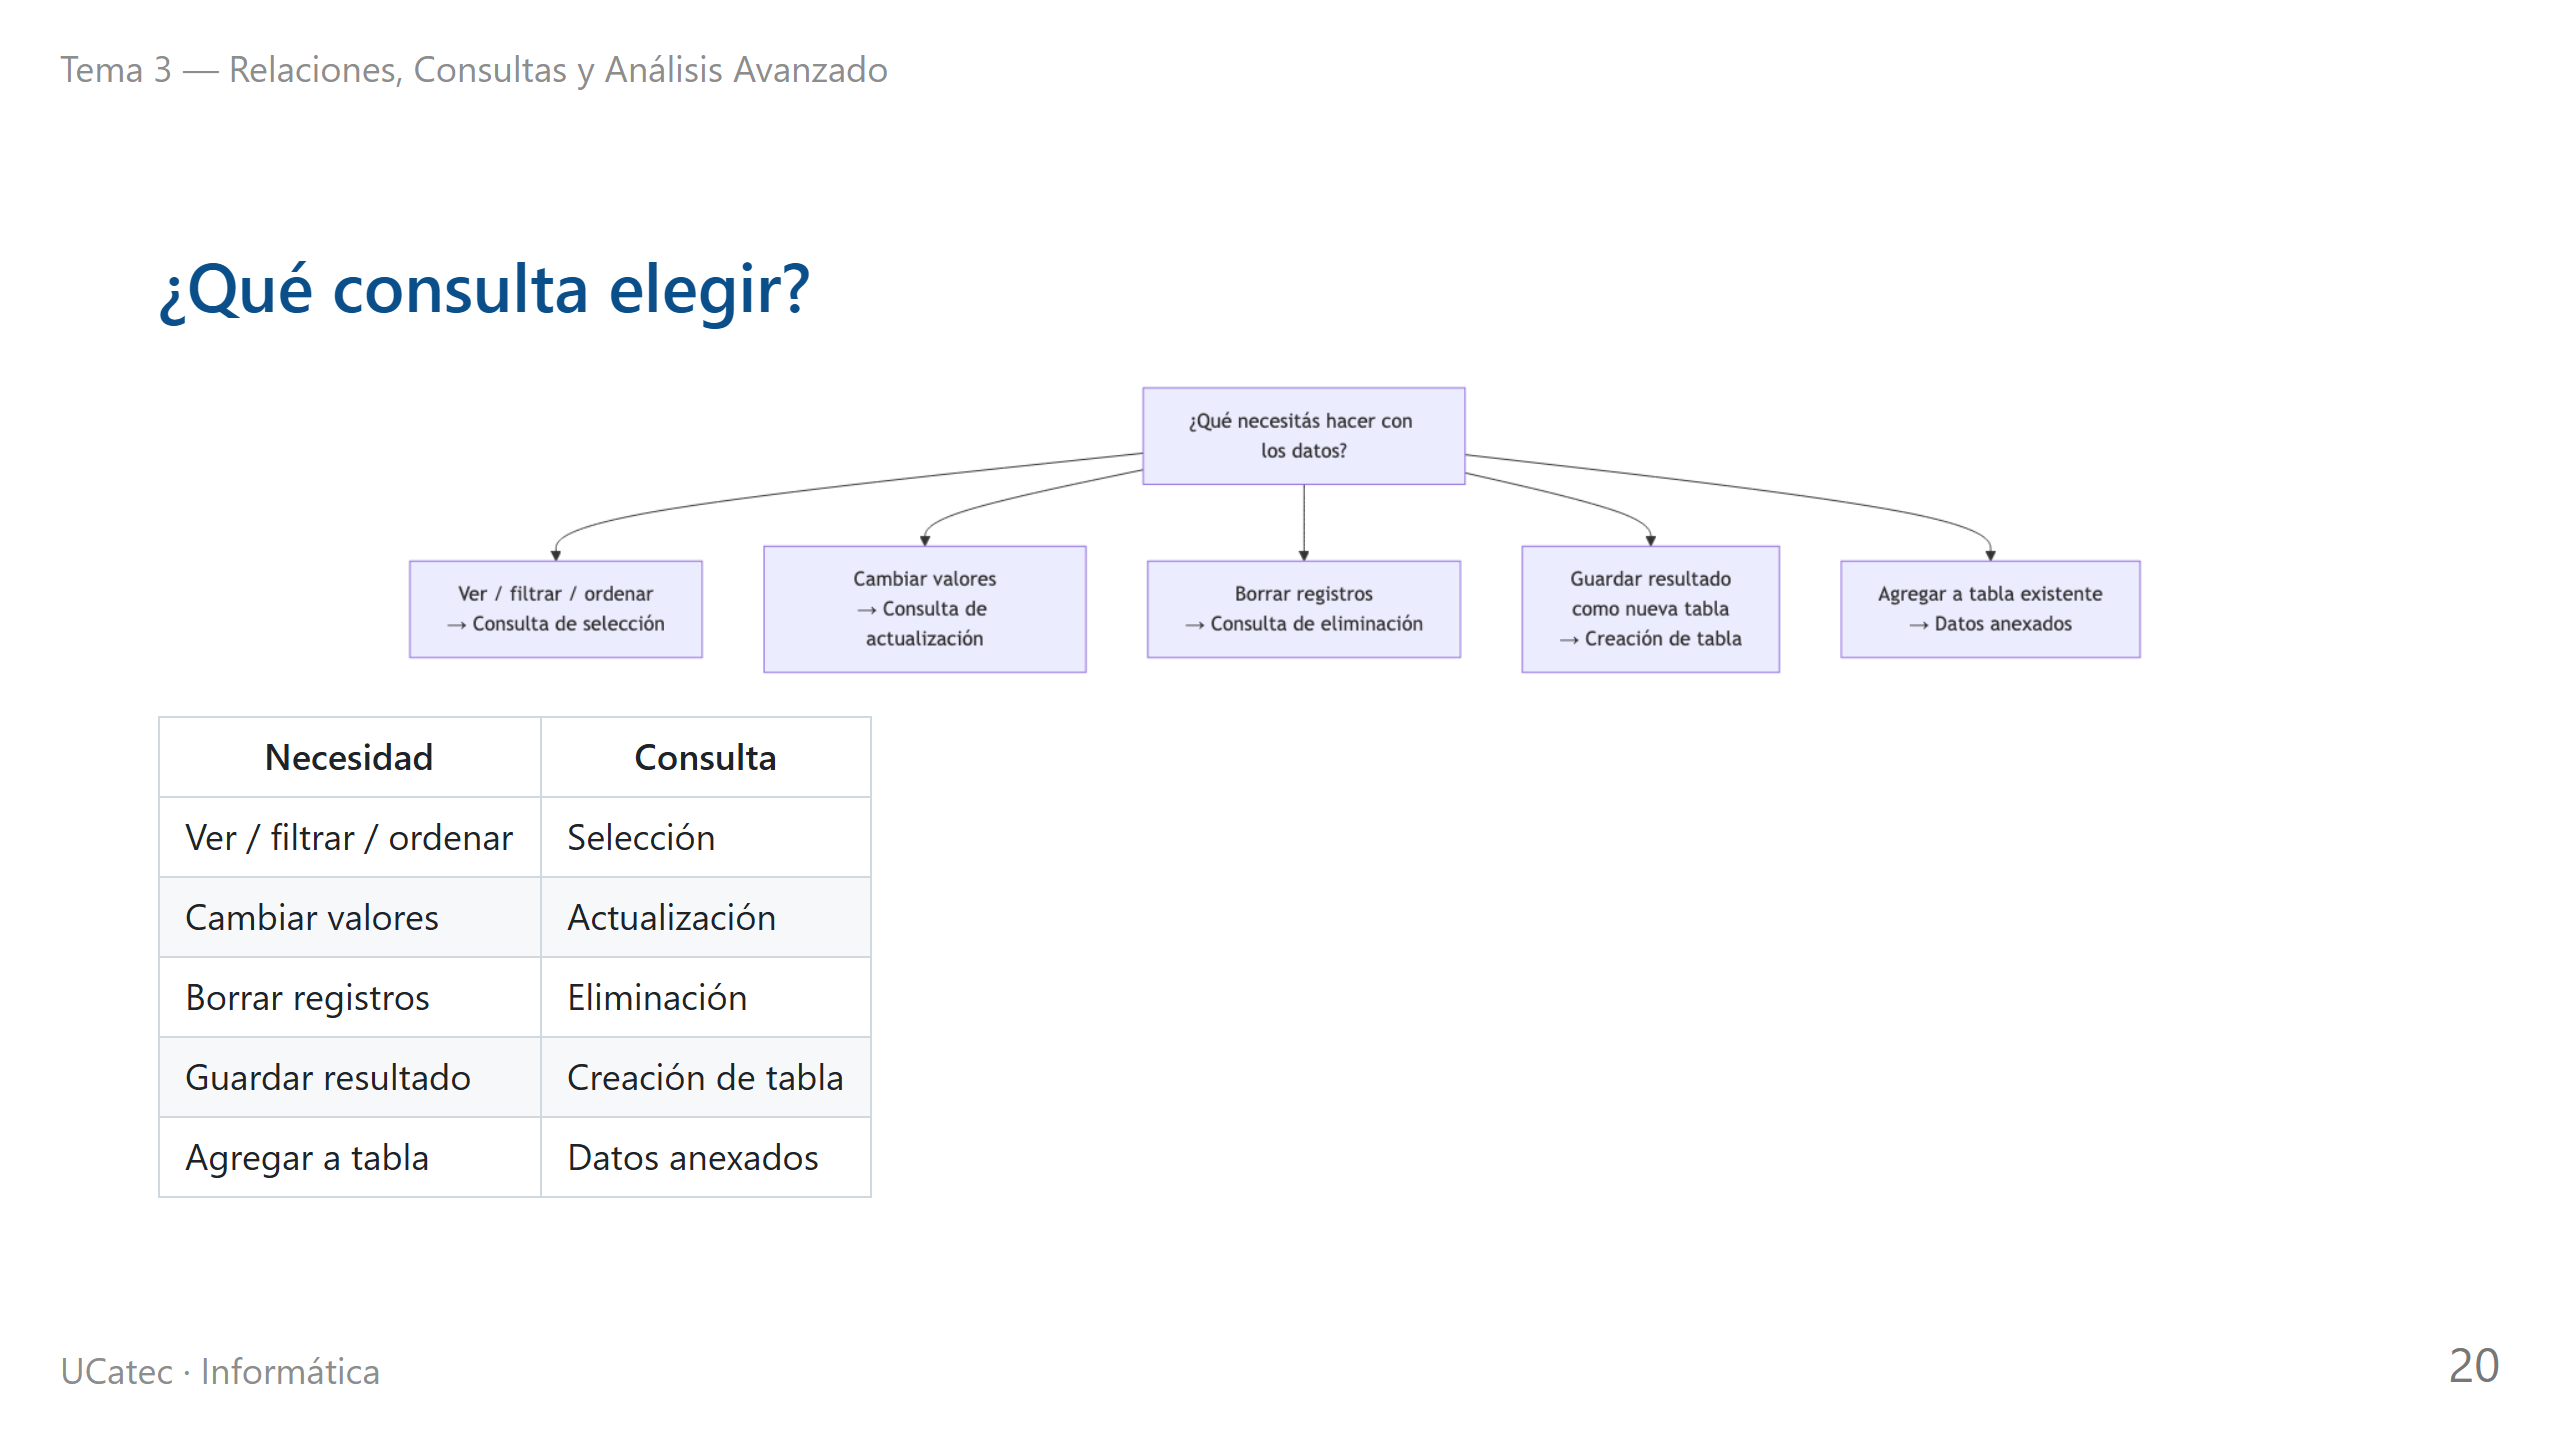 Tema 3 — Relaciones, Consultas y Análisis Avanzado
¿Qué consulta elegir?
¿Qué necesitás hacer con
los datos?
Ver / filtrar / ordenar
→ Consulta de selección
Cambiar valores
→ Consulta de
actualización
Borrar registros
→ Consulta de eliminación
Guardar resultado
como nueva tabla
→ Creación de tabla
Agregar a tabla existente
→ Datos anexados
Necesidad Consulta
Ver / filtrar / ordenar Selección
Cambiar valores Actualización
Borrar registros Eliminación
Guardar resultado Creación de tabla
Agregar a tabla Datos anexados
UCatec · Informática
20